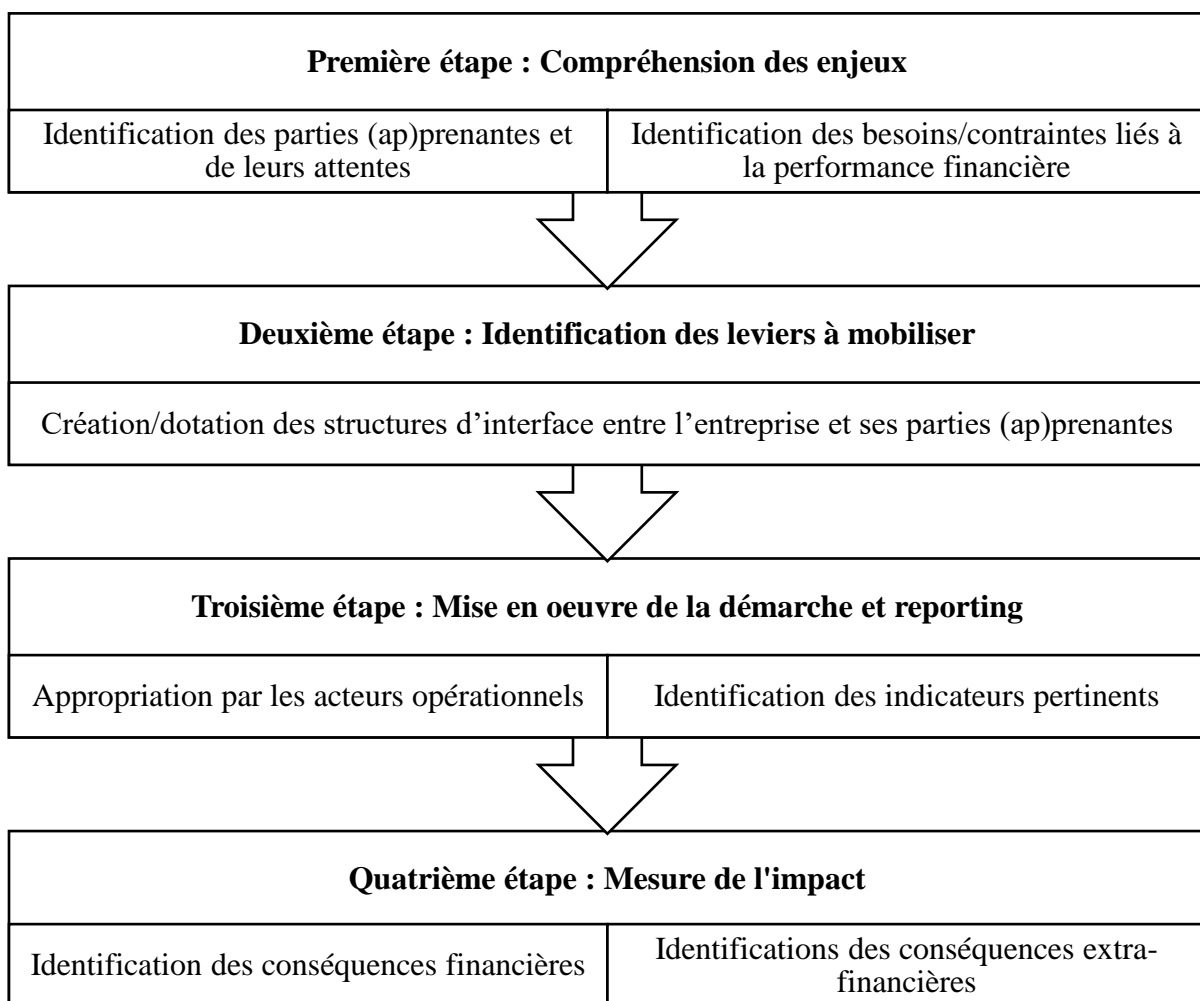 Première étape : Compréhension des enjeux
Identification des parties (ap)prenantes et
de leurs attentes
Identification des besoins/contraintes liés à
la performance financière
Deuxième étape : Identification des leviers à mobiliser
Création/dotation des structures d’interface entre l’entreprise et ses parties (ap)prenantes
Troisième étape : Mise en oeuvre de la démarche et reporting
Appropriation par les acteurs opérationnels
Identification des indicateurs pertinents
Quatrième étape : Mesure de l'impact
Identification des conséquences financières
Identifications des conséquences extra-
financières